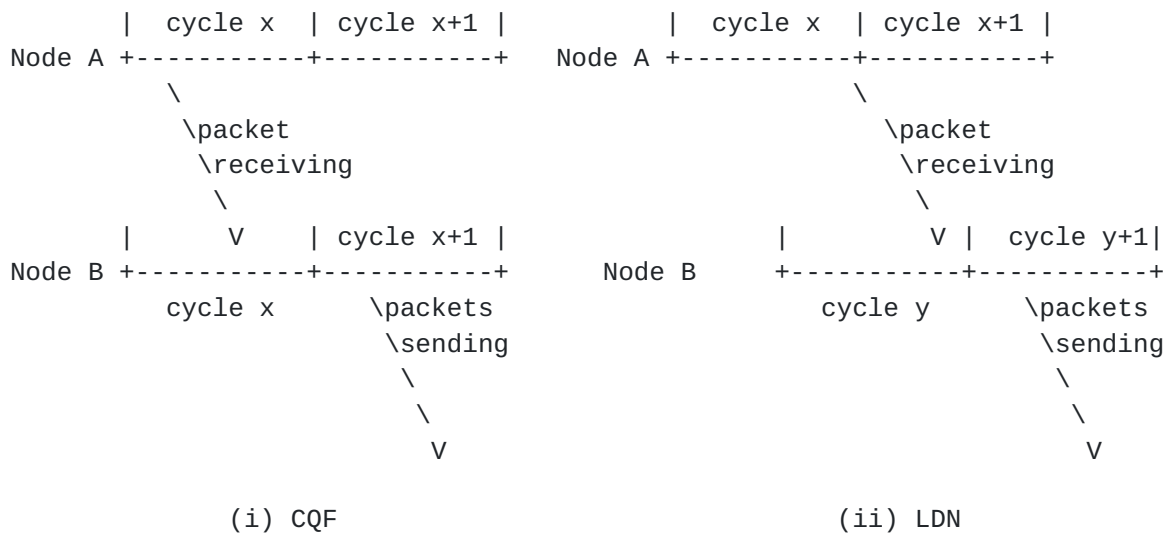 |  cycle x  | cycle x+1 |          |  cycle x  | cycle x+1 |
Node A +-----------+-----------+   Node A +-----------+-----------+
          \                                           \
           \packet                                      \packet
            \receiving                                   \receiving
             \                                            \
       |      V    | cycle x+1 |                 |         V |  cycle y+1|
Node B +-----------+-----------+      Node B     +-----------+-----------+
          cycle x      \packets                     cycle y      \packets
                        \sending                                  \sending
                         \                                         \
                          \                                         \
                           V                                         V
              (i) CQF                                (ii) LDN